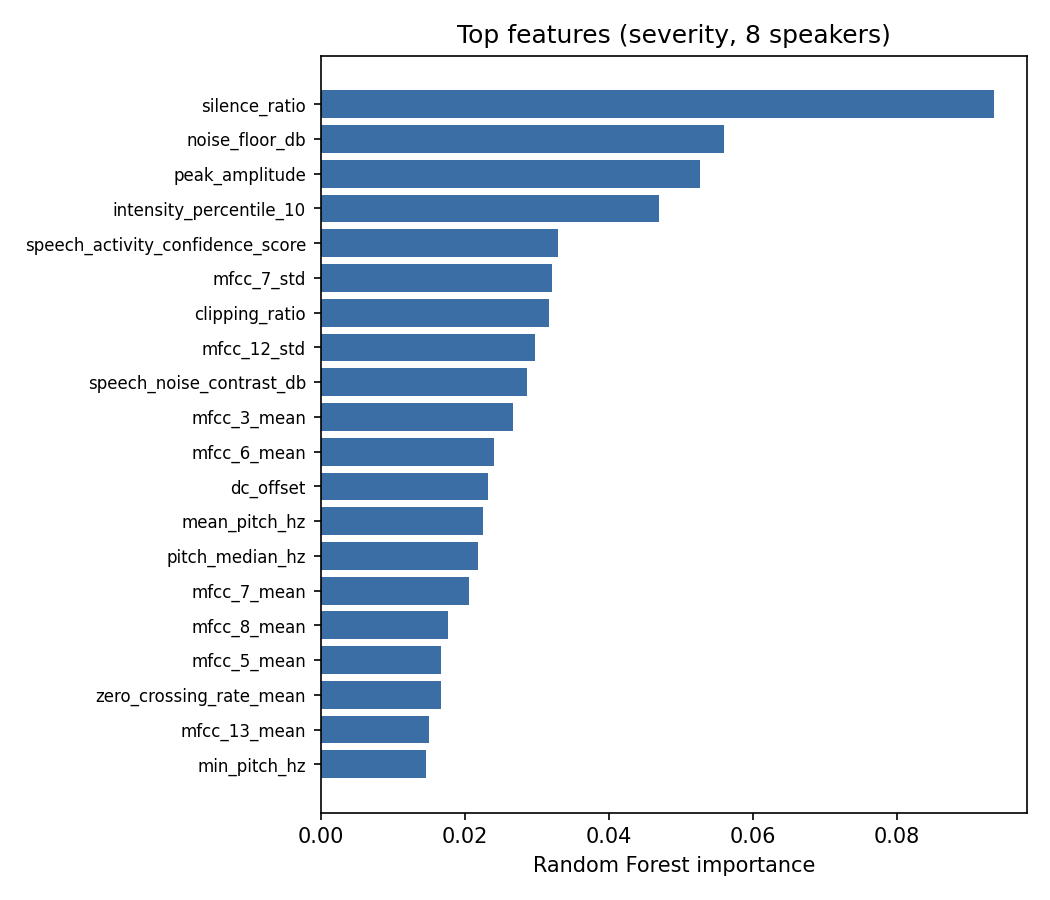 Top features (severity, 8 speakers)
silence_ratio
noise_floor_db
peak_amplitude
intensity_percentile_10
speech_activity_confidence_score
mfcc_7_std
clipping_ratio
mfcc_12_std
speech_noise_contrast_db
mfcc_3_mean
mfcc_6_mean
dc_offset
mean_pitch_hz
pitch_median_hz
mfcc_7_mean
mfcc_8_mean
mfcc_5_mean
zero_crossing_rate_mean
mfcc_13_mean
min_pitch_hz
0.00 0.02 0.04 0.06 0.08
Random Forest importance